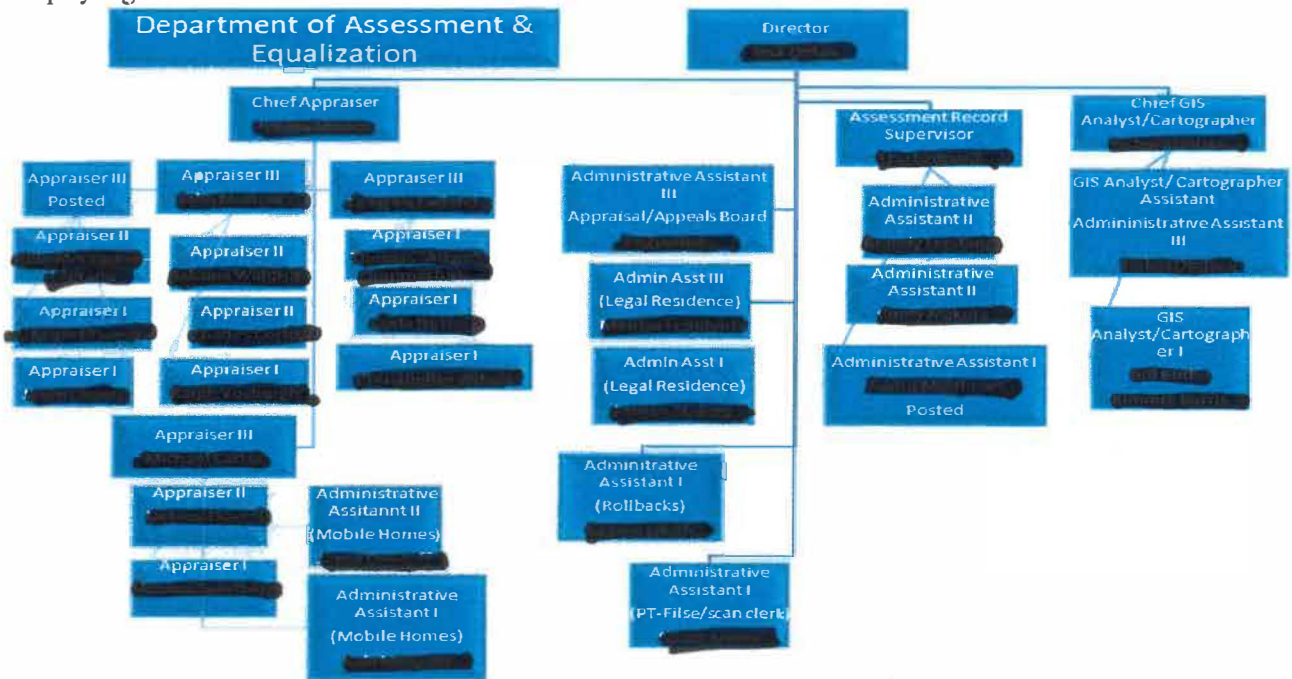 Department of Assessment &
Equalization
Director
Chief Appraiser
Assessment Record
Supervisor
Chief GIS
Analyst/Cartographer
Appraiser III
Posted
Appraiser III
Appraiser III
Administrative Assistant
III
Appraisal/Appeals Board
Administrative
Assistant II
GIS Analyst/ Cartographer
Assistant
Admininistrative Assistant
III
Appraiser II
Appraiser II
Appraiser I
Admin Asst III
(Legal Residence)
Administrative
Assistant II
Appraiser I
Appraiser II
Appraiser I
GIS
Analyst/Cartograph
er I
Appraiser I
Appraiser I
Appraiser I
Admin Asst I
(Legal Residence)
Administrative Assistant I
Posted
Appraiser III
Administrative
Assistant I
(Rollbacks)
Appraiser II
Administrative
Assitannt II
(Mobile Homes)
Appraiser I
Administrative
Assistant I
(Mobile Homes)
Administrative
Assistant I
(PT-Filse/scan clerk)